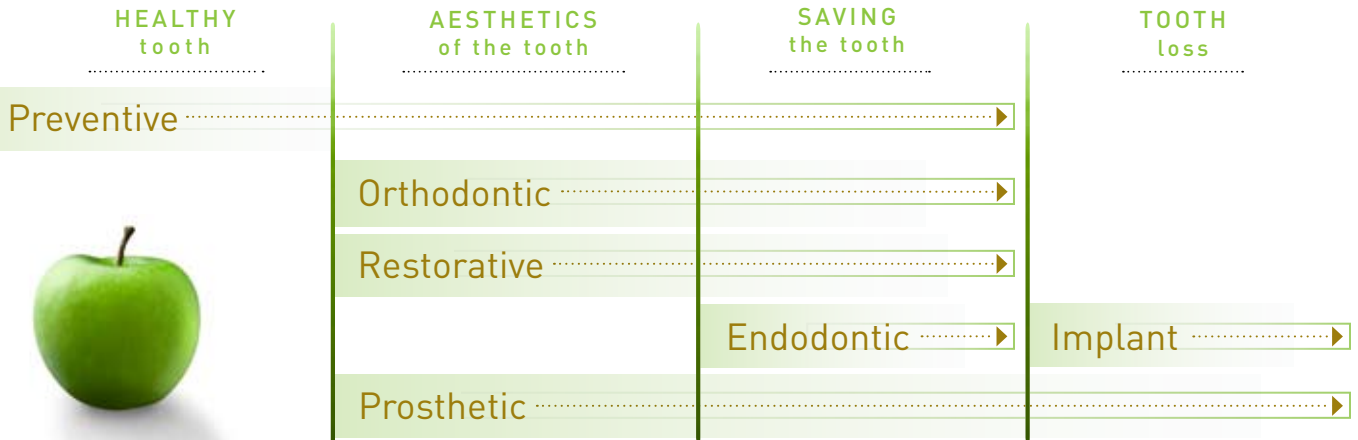 HEALTHY
tooth
AESTHETICS
of the tooth
SAVING
the tooth
TOOTH
loss
Preventive
Orthodontic
Restorative
Endodontic
Implant
Prosthetic